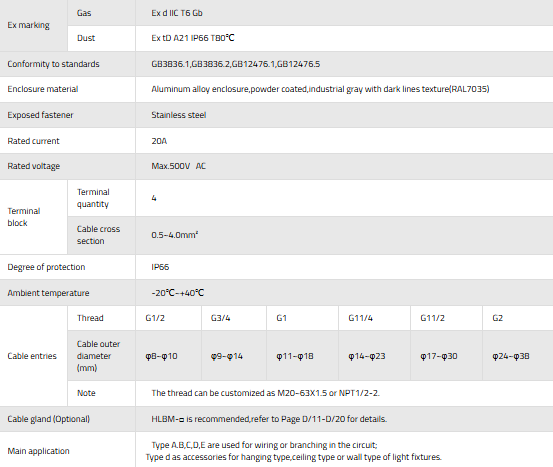 Ex marking
Gas
Ex d IIC T6 Gb
Dust
Ex tD A21 IP66 T80℃
Conformity to standards
GB3836.1,GB3836.2,GB12476.1,GB12476.5
Enclosure material
Aluminum alloy enclosure,powder coated,industrial gray with dark lines texture(RAL7035)
Exposed fastener
Stainless steel
Rated current
20A
Rated voltage
Max.500V AC
Terminal block
Terminal quantity
4
Cable cross section
0.5~4.0mm²
Degree of protection
IP66
Ambient temperature
-20℃~+40℃
Cable entries
Thread
G1/2
G3/4
G1
G11/4
G11/2
G2
Cable outer diameter (mm)
φ8~φ10
φ9~φ14
φ11~φ18
φ14~φ23
φ17~φ30
φ24~φ38
Note
The thread can be customized as M20~63X1.5 or NPT1/2-2.
Cable gland (Optional)
HLBM-□ is recommended,refer to Page D/11-D/20 for details.
Main application
Type A.B,C,D,E are used for wiring or branching in the circuit;
Type d as accessories for hanging type,ceiling type or wall type of light fixtures.